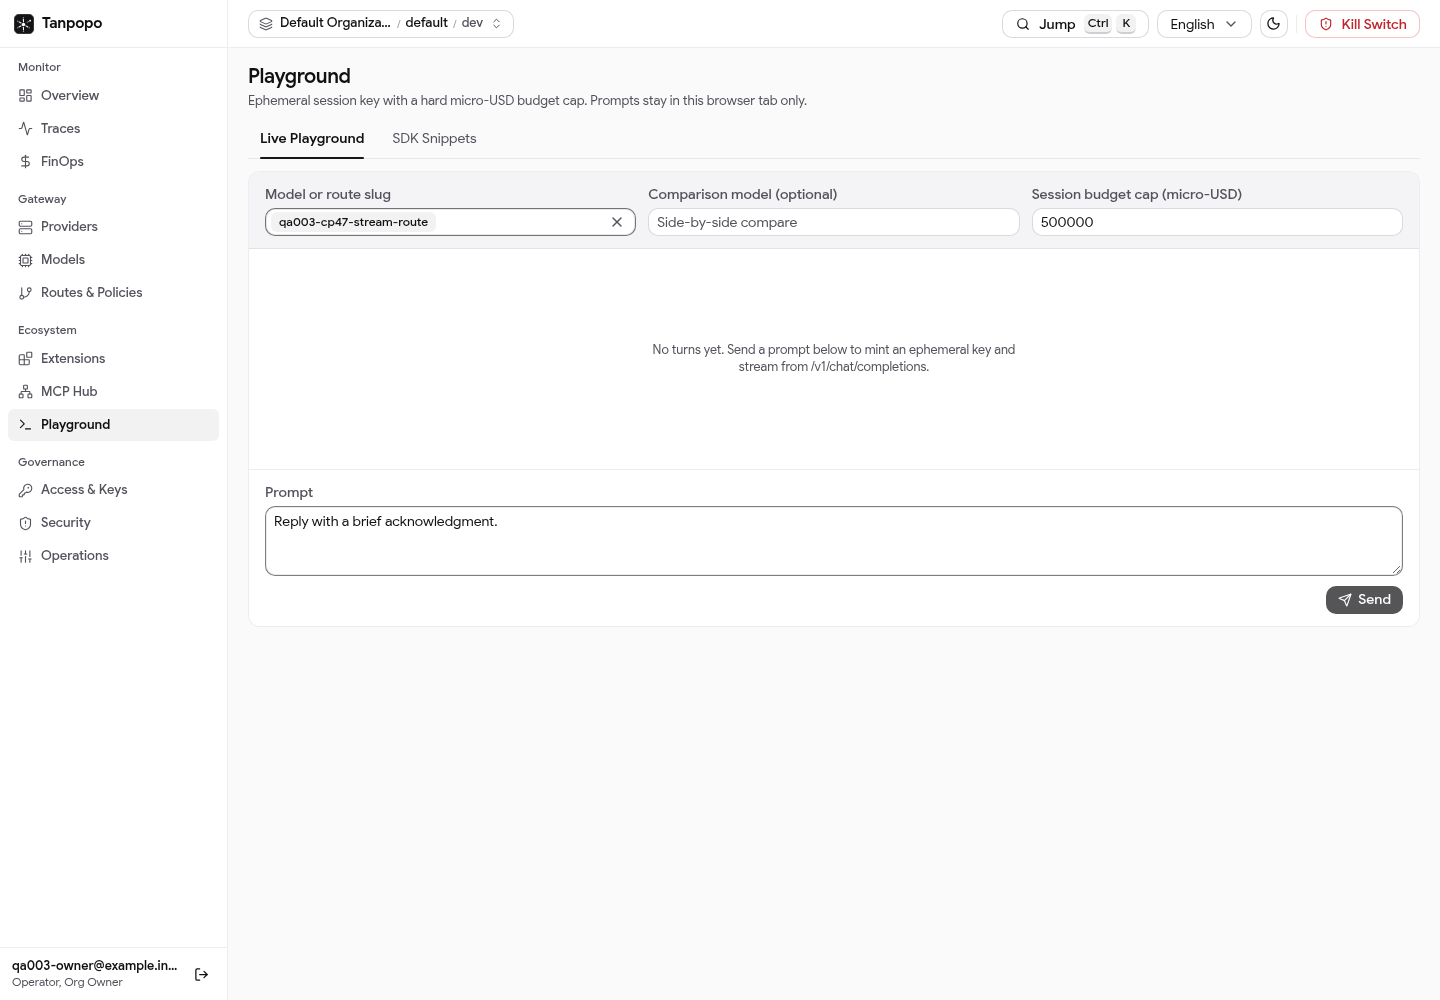 Tanpopo
Default Organiza... / default / dev
Jump Ctrl K
English
Kill Switch
Monitor
Overview
Traces
FinOps
Gateway
Providers
Models
Routes & Policies
Ecosystem
Extensions
MCP Hub
Playground
Governance
Access & Keys
Security
Operations
qa003-owner@example.in...
Operator, Org Owner
Playground
Ephemeral session key with a hard micro-USD budget cap. Prompts stay in this browser tab only.
Live Playground
SDK Snippets
Model or route slug
qa003-cp47-stream-route
Comparison model (optional)
Side-by-side compare
Session budget cap (micro-USD)
500000
No turns yet. Send a prompt below to mint an ephemeral key and
stream from /v1/chat/completions.
Prompt
Reply with a brief acknowledgment.
Send